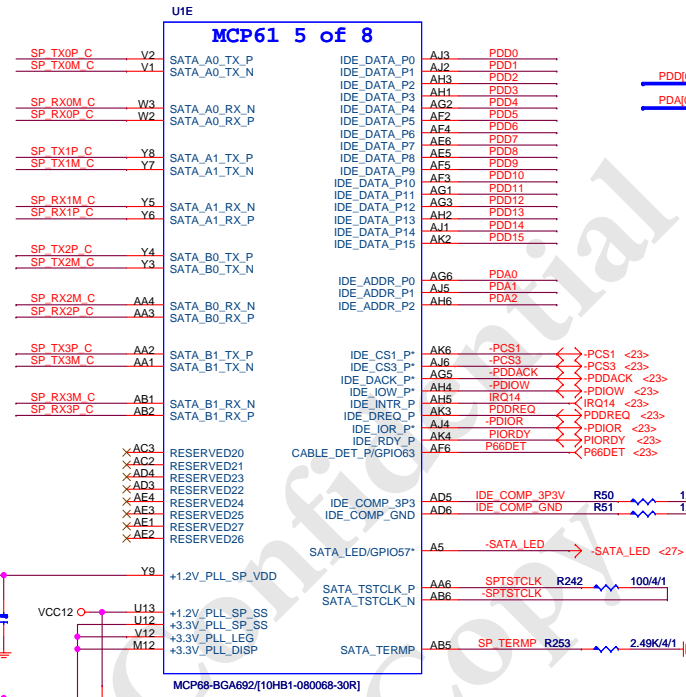 U1E
MCP61 5 of 8
SP_TX0P_C V2 SATA_A0_TX_P
SP_TX0M_C V1 SATA_A0_TX_N
SP_RX0M_C W3 SATA_A0_RX_N
SP_RX0P_C W2 SATA_A0_RX_P
SP_TX1P_C Y8 SATA_A1_TX_P
SP_TX1M_C Y7 SATA_A1_TX_N
SP_RX1M_C Y5 SATA_A1_RX_N
SP_RX1P_C Y6 SATA_A1_RX_P
SP_TX2P_C Y4 SATA_B0_TX_P
SP_TX2M_C Y3 SATA_B0_TX_N
SP_RX2M_C AA4 SATA_B0_RX_N
SP_RX2P_C AA3 SATA_B0_RX_P
SP_TX3P_C AA2 SATA_B1_TX_P
SP_TX3M_C AA1 SATA_B1_TX_N
SP_RX3M_C AB1 SATA_B1_RX_N
SP_RX3P_C AB2 SATA_B1_RX_P
AC3 RESERVED20
AC2 RESERVED21
AD4 RESERVED23
AD3 RESERVED22
AE4 RESERVED24
AE3 RESERVED25
AE1 RESERVED27
AE2 RESERVED26
Y9 +1.2V_PLL_SP_VDD
VCC12 U13 +1.2V_PLL_SP_SS
U12 +3.3V_PLL_SP_SS
V12 +3.3V_PLL_LEG
M12 +3.3V_PLL_DISP
IDE_DATA_P0 AJ3 PDD0
IDE_DATA_P1 AJ2 PDD1
IDE_DATA_P2 AH3 PDD2
IDE_DATA_P3 AH1 PDD3
IDE_DATA_P4 AG2 PDD4
IDE_DATA_P5 AF2 PDD5
IDE_DATA_P6 AF4 PDD6
IDE_DATA_P7 AE6 PDD7
IDE_DATA_P8 AE5 PDD8
IDE_DATA_P9 AF5 PDD9
IDE_DATA_P10 AF3 PDD10
IDE_DATA_P11 AG1 PDD11
IDE_DATA_P12 AG3 PDD12
IDE_DATA_P13 AH2 PDD13
IDE_DATA_P14 AJ1 PDD14
IDE_DATA_P15 AK2 PDD15
IDE_ADDR_P0 AG6 PDA0
IDE_ADDR_P1 AJ5 PDA1
IDE_ADDR_P2 AH6 PDA2
IDE_CS1_P* AK6 -PCS1 -PCS1 <23>
IDE_CS3_P* AJ6 -PCS3 -PCS3 <23>
IDE_DACK_P* AG5 -PDDACK -PDDACK <23>
IDE_IOW_P* AH4 -PDIOW -PDIOW <23>
IDE_INTR_P AH5 IRQ14 IRQ14 <23>
IDE_DREQ_P AK3 PDDREQ PDDREQ <23>
IDE_IOR_P* AJ4 -PDIOR -PDIOR <23>
IDE_RDY_P AK4 PIORDY PIORDY <23>
CABLE_DET_P/GPIO63 AF6 P66DET P66DET <23>
IDE_COMP_3P3 AD5 IDE_COMP_3P3V R50 1
IDE_COMP_GND AD6 IDE_COMP_GND R51 1
SATA_LED/GPIO57* A5 -SATA_LED -SATA_LED <27>
SATA_TSTCLK_P AA6 SPTSTCLK R242 100/4/1
SATA_TSTCLK_N AB6 -SPTSTCLK
SATA_TERMP AB5 SP_TERMP R253 2.49K/4/1
PDD[
PDA[
MCP68-BGA692/[10HB1-080068-30R]
Confidential
Copy